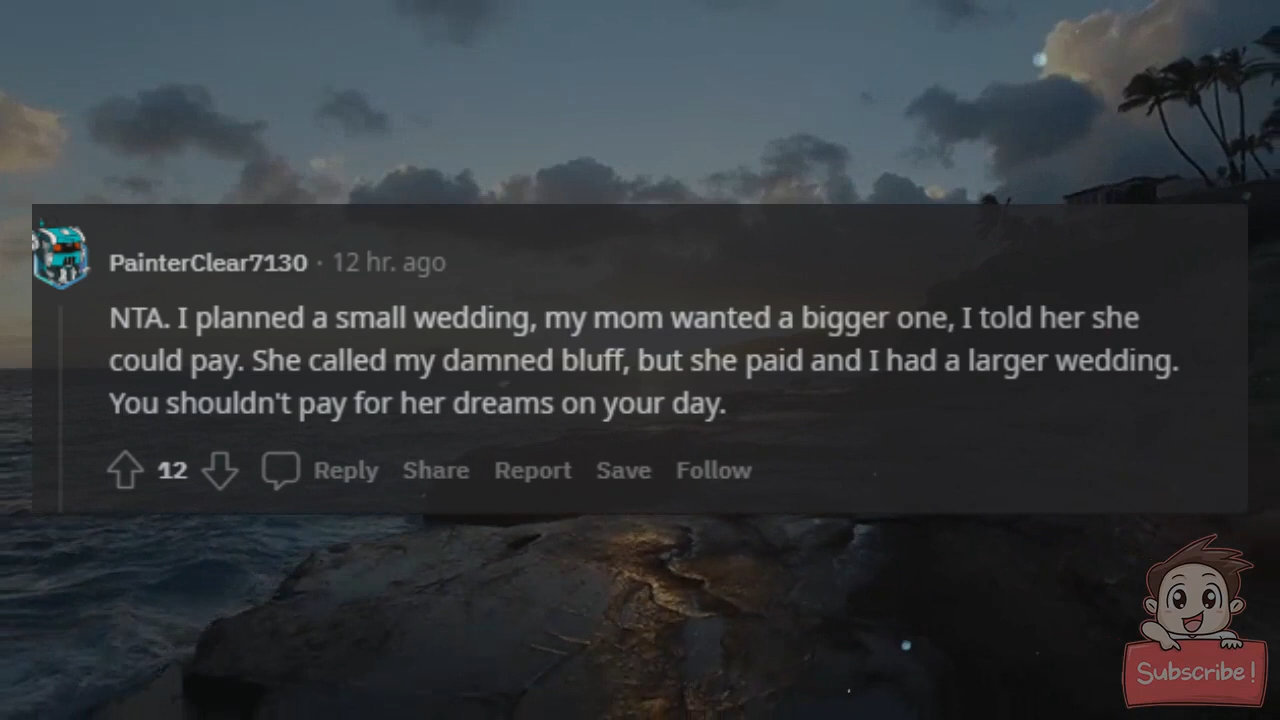 PainterClear7130 · 12 hr. ago
NTA. I planned a small wedding, my mom wanted a bigger one, I told her she
could pay. She called my damned bluff, but she paid and I had a larger wedding.
You shouldn't pay for her dreams on your day.
12 Reply Share Report Save Follow
Subscribe!